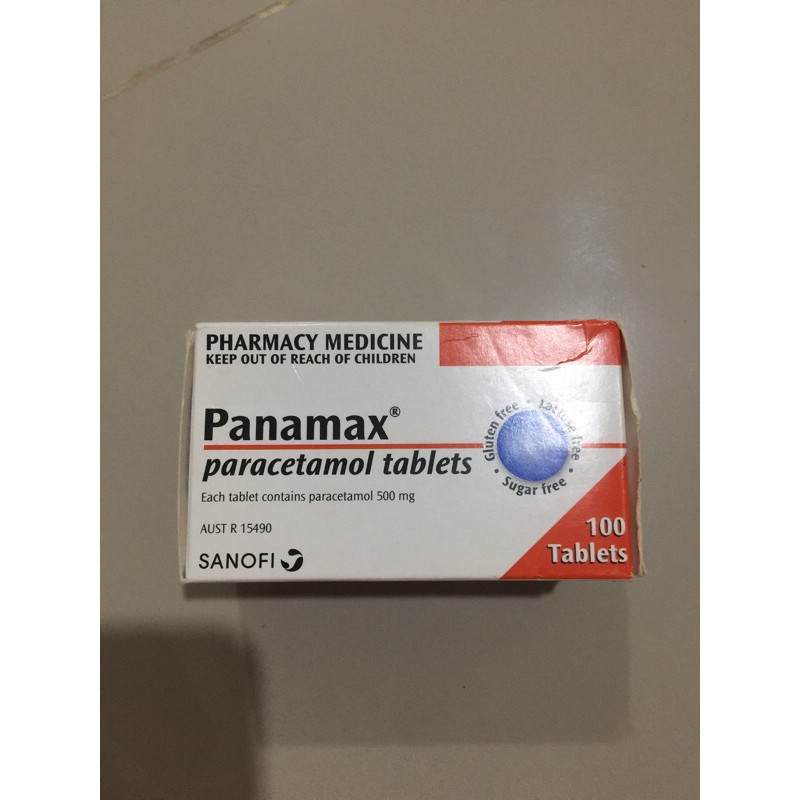 PHARMACY MEDICINE
KEEP OUT OF REACH OF CHILDREN
Panamax®
paracetamol tablets
Gluten free • Lactose free • Sugar free •
Each tablet contains paracetamol 500 mg
AUST R 15490
SANOFI
100
Tablets